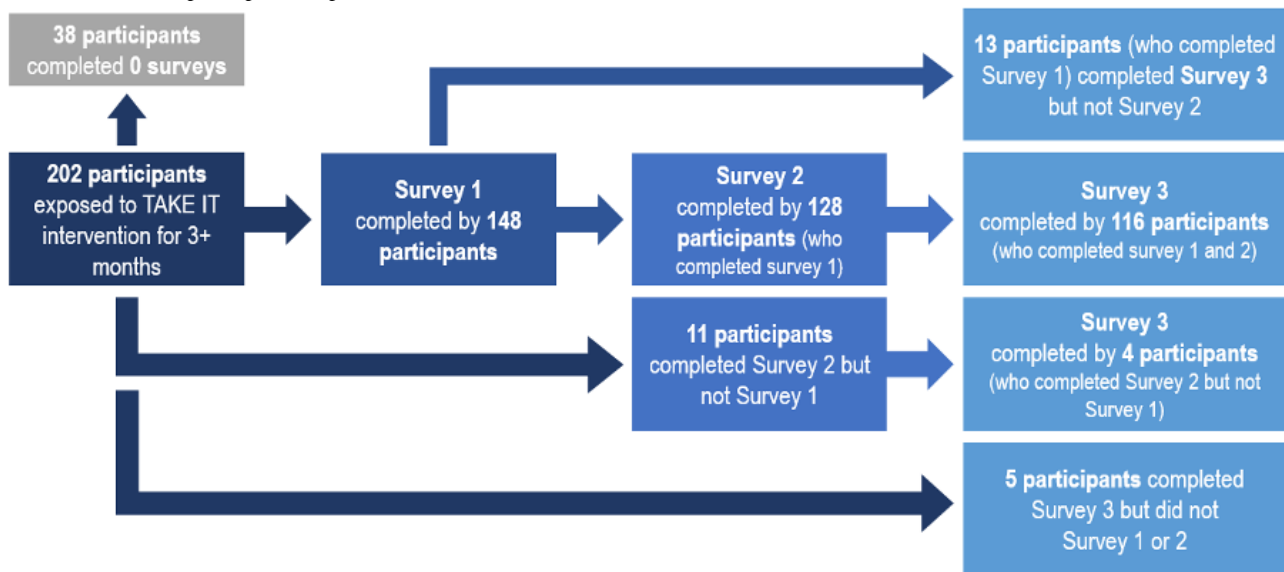 38 participants
completed 0 surveys
202 participants
exposed to TAKE IT
intervention for 3+
months
Survey 1
completed by 148
participants
Survey 2
completed by 128
participants (who
completed survey 1)
11 participants
completed Survey 2 but
not Survey 1
13 participants (who completed
Survey 1) completed Survey 3
but not Survey 2
Survey 3
completed by 116 participants
(who completed survey 1 and 2)
Survey 3
completed by 4 participants
(who completed Survey 2 but not
Survey 1)
5 participants completed
Survey 3 but did not
Survey 1 or 2